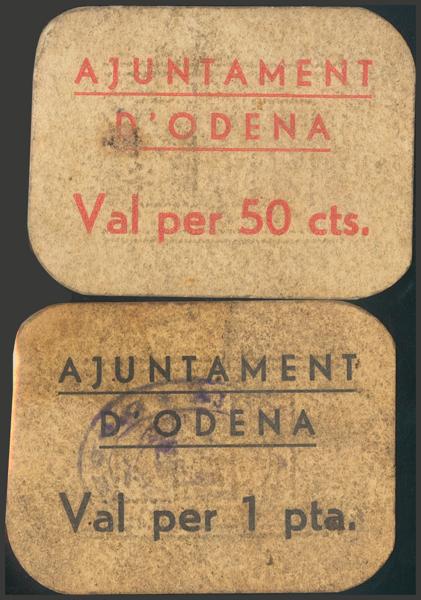 AJUNTAMENT
D'ODENA
Val per 50 cts.
AJUNTAMENT
D'ODENA
Val per 1 pta.